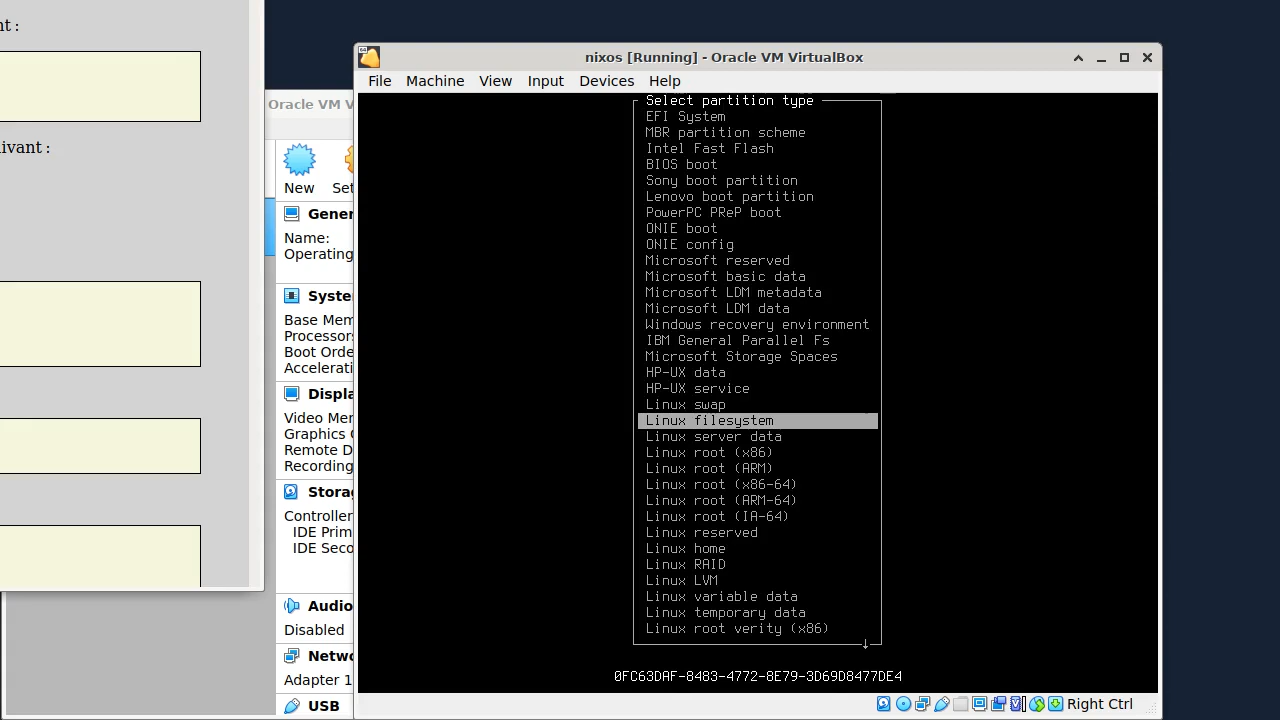 nt :
ivant :
Oracle VM V
New Set
Gener
Name:
Operating
Syste
Base Mem
Processors
Boot Orde
Accelerati
Displa
Video Mem
Graphics C
Remote D
Recording
Storag
Controller
IDE Prim
IDE Seco
Audio
Disabled
Netwo
Adapter 1
USB
nixos [Running] - Oracle VM VirtualBox
File Machine View Input Devices Help
Select partition type
EFI System
MBR partition scheme
Intel Fast Flash
BIOS boot
Sony boot partition
Lenovo boot partition
PowerPC PReP boot
ONIE boot
ONIE config
Microsoft reserved
Microsoft basic data
Microsoft LDM metadata
Microsoft LDM data
Windows recovery environment
IBM General Parallel Fs
Microsoft Storage Spaces
HP-UX data
HP-UX service
Linux swap
Linux filesystem
Linux server data
Linux root (x86)
Linux root (ARM)
Linux root (x86-64)
Linux root (ARM-64)
Linux root (IA-64)
Linux reserved
Linux home
Linux RAID
Linux LVM
Linux variable data
Linux temporary data
Linux root verity (x86)
0FC63DAF-8483-4772-8E79-3D69D8477DE4
Right Ctrl